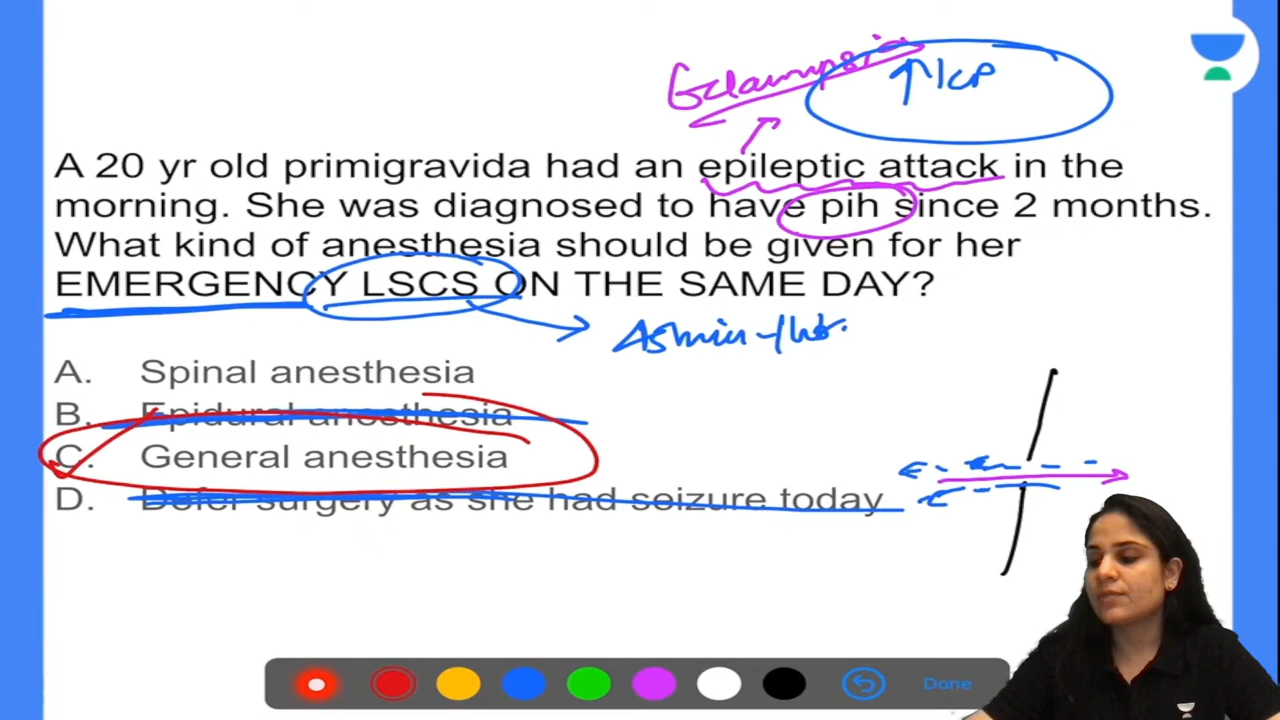 Eclampsia
↑ICP
A 20 yr old primigravida had an epileptic attack in the
morning. She was diagnosed to have pih since 2 months.
What kind of anesthesia should be given for her
EMERGENCY LSCS ON THE SAME DAY?
A. Spinal anesthesia
B. Epidural anesthesia
C. General anesthesia
D. Defer surgery as she had seizure today
Done